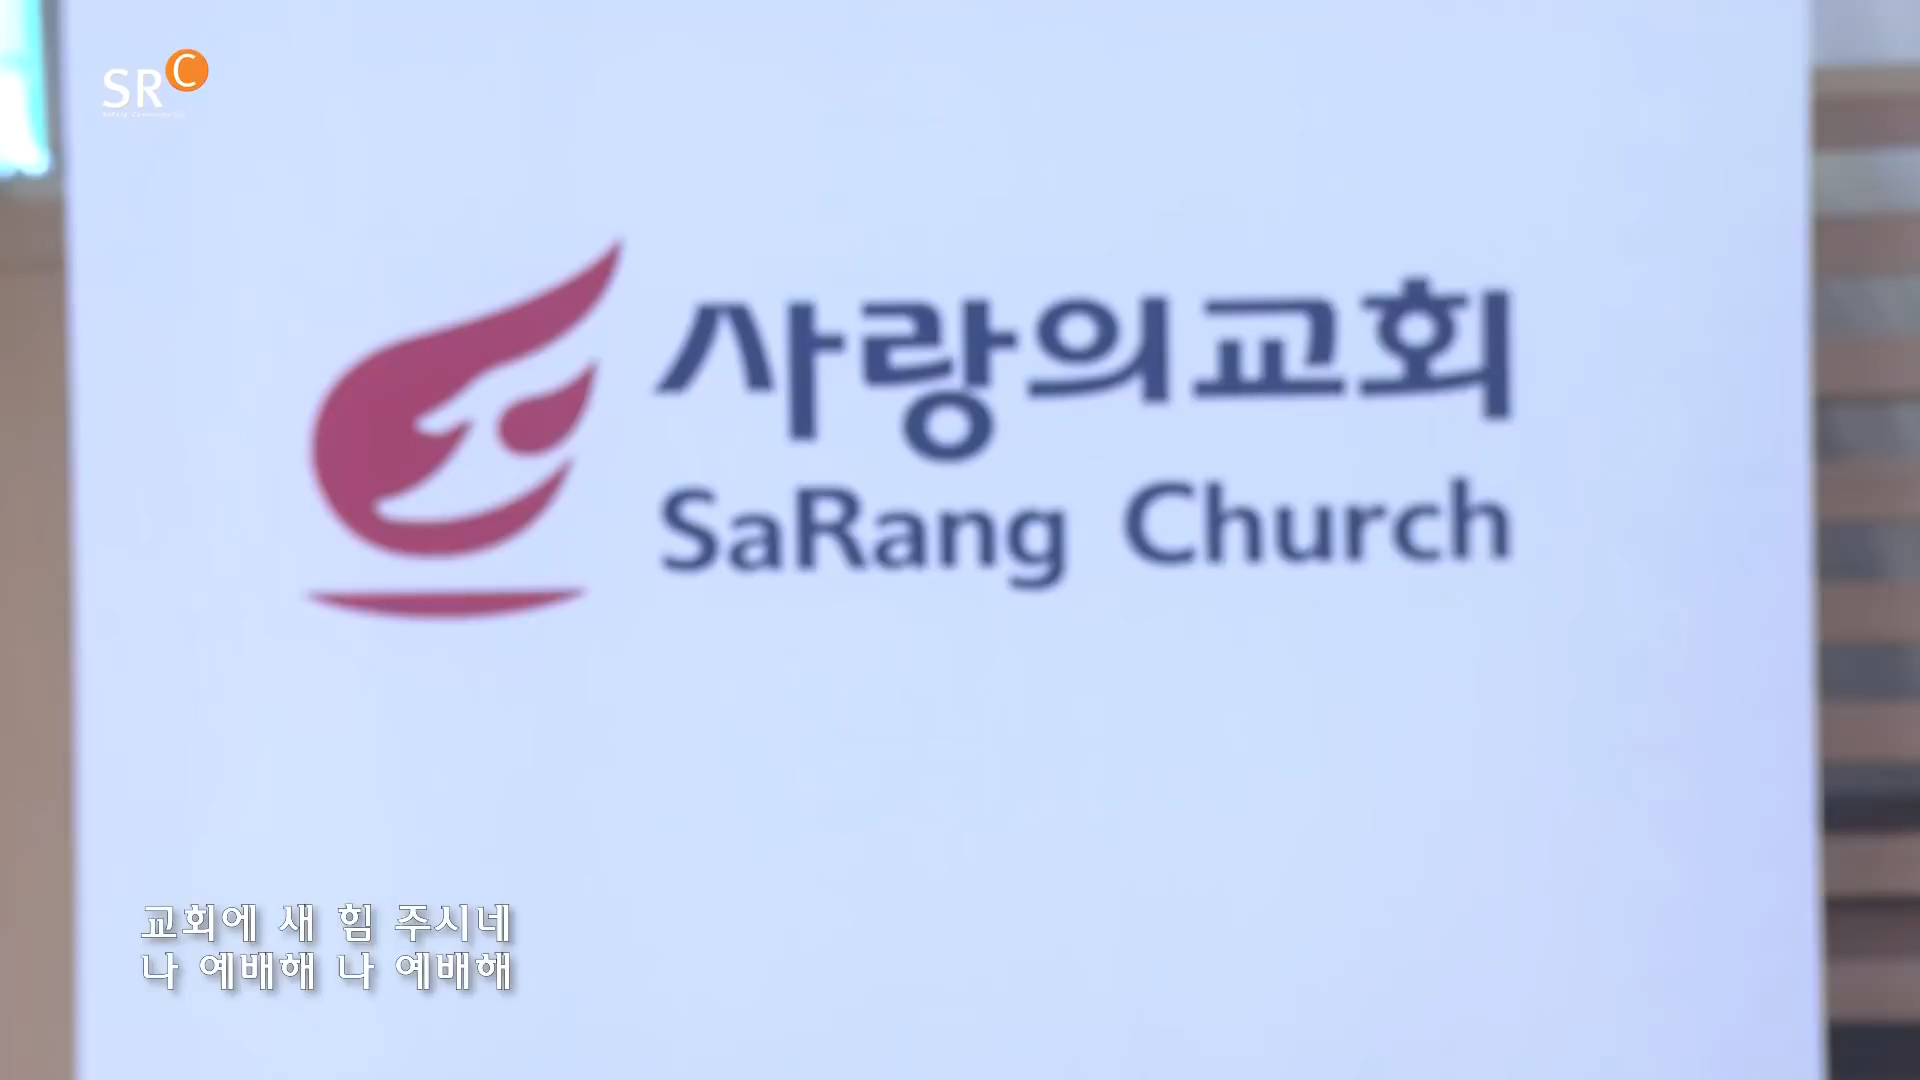 SRC
사랑의교회
SaRang Church
교회에 새 힘 주시네
나 예배해 나 예배해